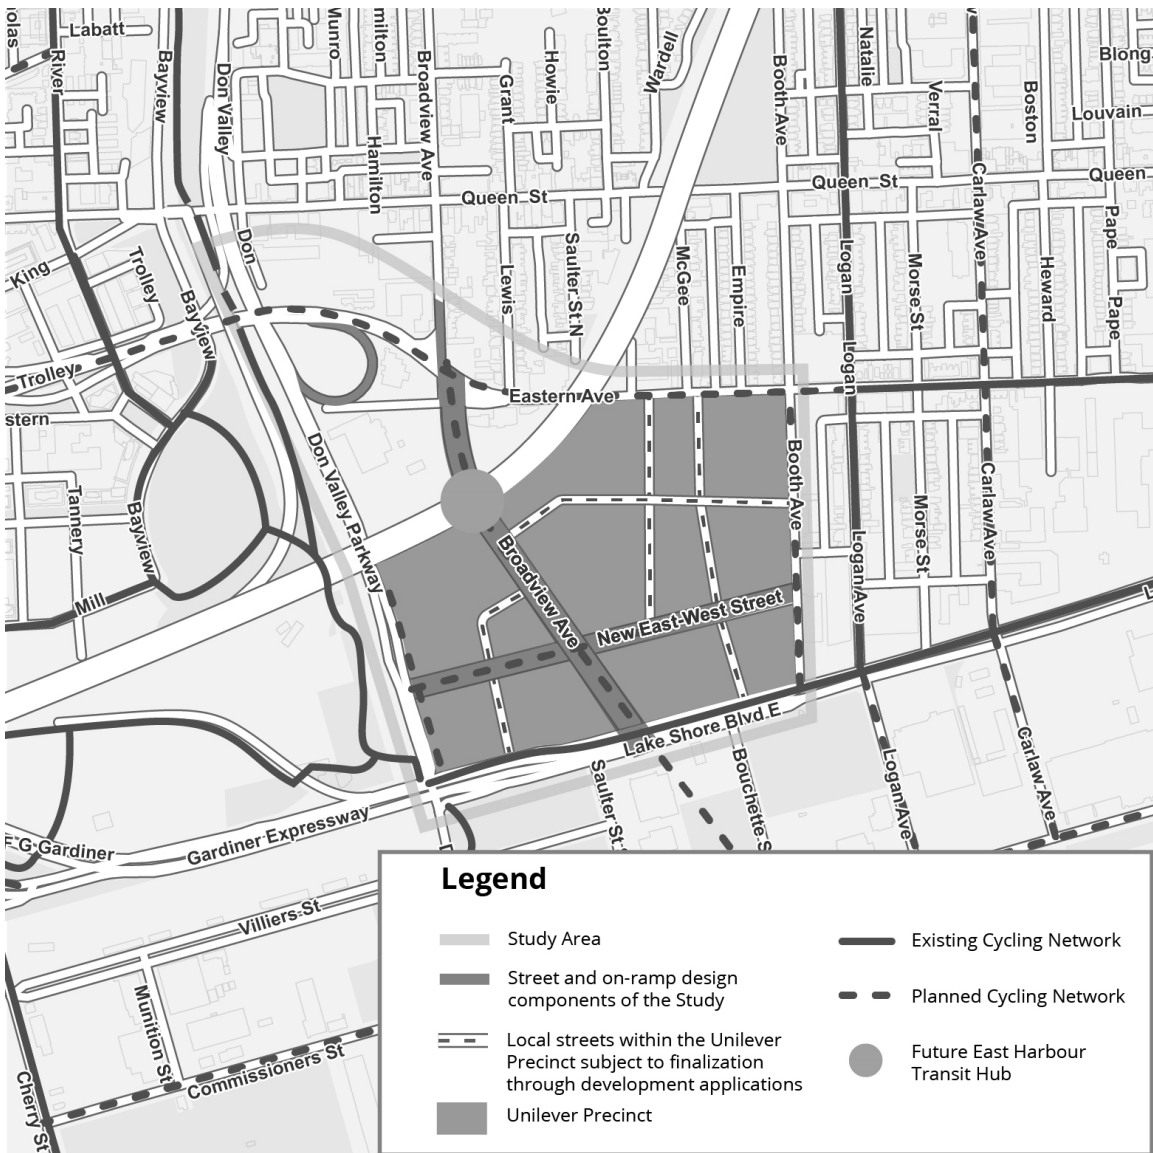 olas
Labatt
River
Bayview
Don Valley
Munro
milton
Broadview Ave
Grant
Howie
Boulton
Wardell
Booth Ave
Natalie
Verral
Boston
Blong
Louvain
Hamilton
Queen St
Queen St
Queen
Carlaw Ave
Pape
King
Trolley
Bayview
Don
Lewis
Saulter St N
McGee
Empire
Logan
Morse St
Heward
Pape
Trolley
Logan
Eastern Ave
stern
Don Valley Parkway
Booth Ave
Carlaw Ave
Tannery
Bayview
Morse St
Logan Ave
Broadview Ave
New East-West Street
Mill
L
Lake Shore Blvd E
Saulter St
Bouchette S
Logan Ave
Carlaw Ave
F G Gardiner
Gardiner Expressway
Villiers St
Munition St
Commissioners St
Cherry St
Legend
Study Area
Street and on-ramp design
components of the Study
Local streets within the Unilever
Precinct subject to finalization
through development applications
Unilever Precinct
Existing Cycling Network
Planned Cycling Network
Future East Harbour
Transit Hub